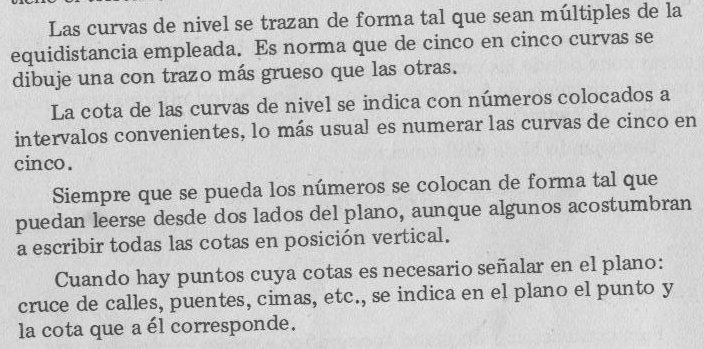 Las curvas de nivel se trazan de forma tal que sean múltiples de la
equidistancia empleada. Es norma que de cinco en cinco curvas se
dibuje una con trazo más grueso que las otras.
La cota de las curvas de nivel se indica con números colocados a
intervalos convenientes, lo más usual es numerar las curvas de cinco en
cinco.
Siempre que se pueda los números se colocan de forma tal que
puedan leerse desde dos lados del plano, aunque algunos acostumbran
a escribir todas las cotas en posición vertical.
Cuando hay puntos cuya cotas es necesario señalar en el plano:
cruce de calles, puentes, cimas, etc., se indica en el plano el punto y
la cota que a él corresponde.